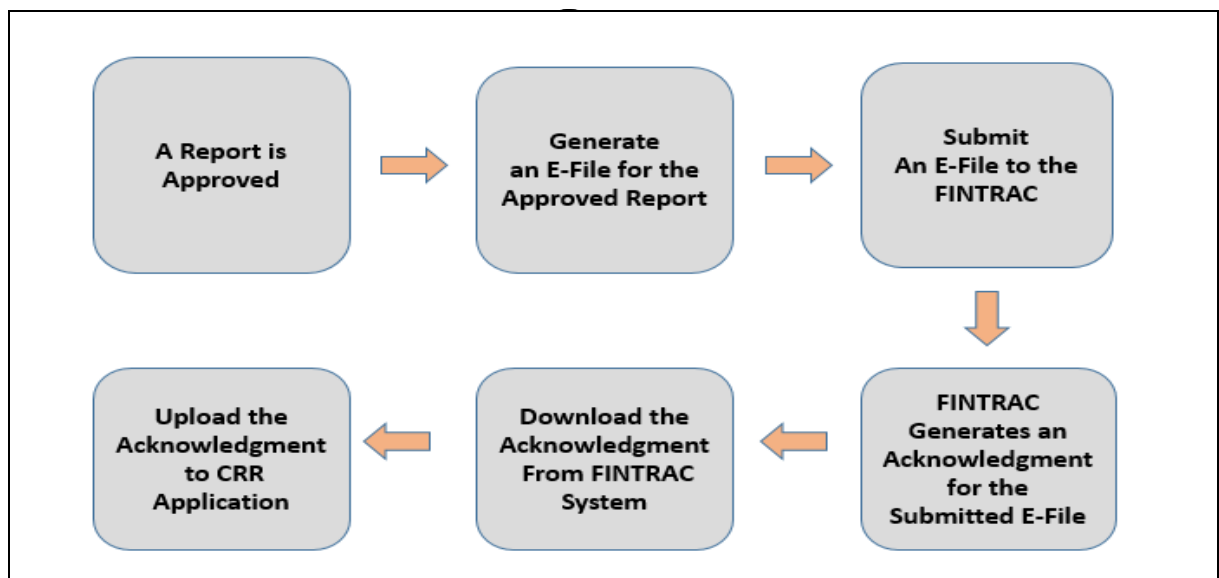 A Report is
Approved
Generate
an E-File for the
Approved Report
Submit
An E-File to the
FINTRAC
FINTRAC
Generates an
Acknowledgment
for the
Submitted E-File
Download the
Acknowledgment
From FINTRAC
System
Upload the
Acknowledgment
to CRR
Application